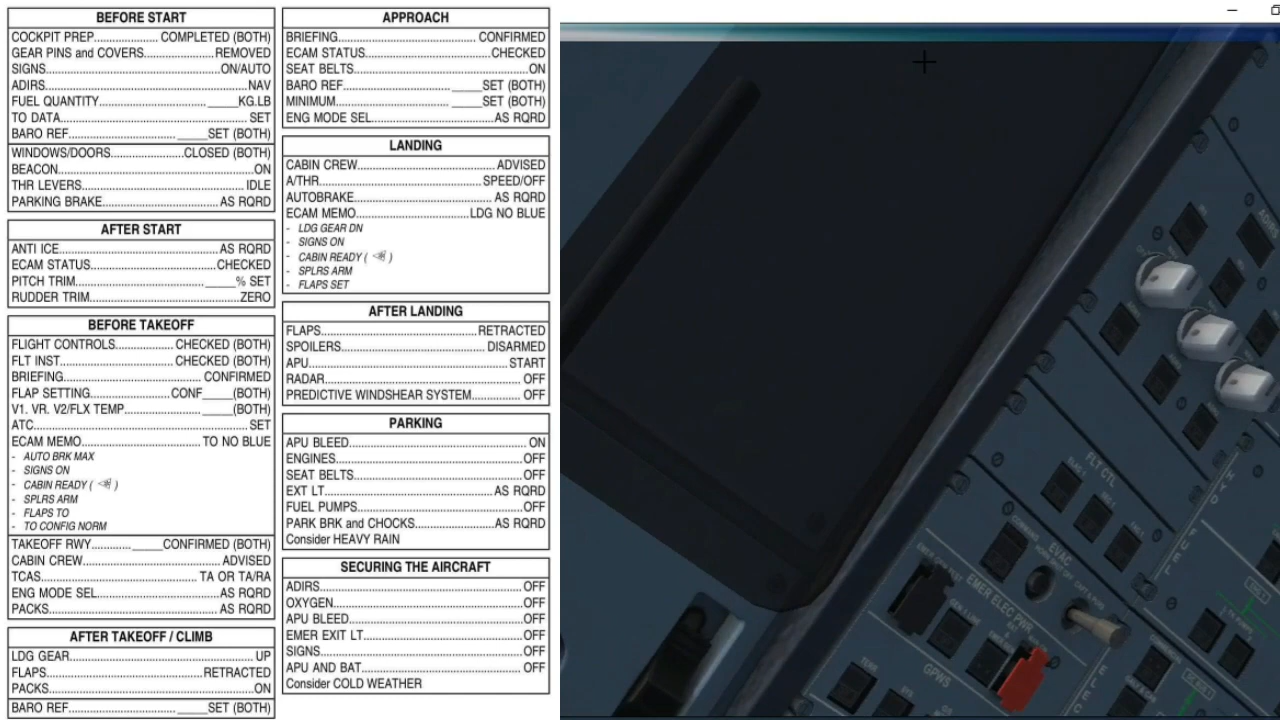 BEFORE START
COCKPIT PREP.................... COMPLETED (BOTH)
GEAR PINS and COVERS.................REMOVED
SIGNS...................................................ON/AUTO
ADIRS..........................................................NAV
FUEL QUANTITY............................. _____KG.LB
TO DATA......................................................SET
BARO REF.............................._____SET (BOTH)
WINDOWS/DOORS....................CLOSED (BOTH)
BEACON.......................................................ON
THR LEVERS............................................. IDLE
PARKING BRAKE.................................AS RQRD
AFTER START
ANTI ICE.............................................AS RQRD
ECAM STATUS.................................CHECKED
PITCH TRIM....................................._____% SET
RUDDER TRIM...........................................ZERO
BEFORE TAKEOFF
FLIGHT CONTROLS............... CHECKED (BOTH)
FLT INST............................... CHECKED (BOTH)
BRIEFING........................................CONFIRMED
FLAP SETTING........................CONF_____(BOTH)
V1. VR. V2/FLX TEMP......................_____(BOTH)
ATC.............................................................SET
ECAM MEMO................................. TO NO BLUE
- AUTO BRK MAX
- SIGNS ON
- CABIN READY ( )
- SPLRS ARM
- FLAPS TO
- TO CONFIG NORM
TAKEOFF RWY..........._____CONFIRMED (BOTH)
CABIN CREW........................................ADVISED
TCAS............................................ TA OR TA/RA
ENG MODE SEL...................................AS RQRD
PACKS............................................... AS RQRD
AFTER TAKEOFF / CLIMB
LDG GEAR.................................................... UP
FLAPS............................................RETRACTED
PACKS.........................................................ON
BARO REF.............................._____SET (BOTH)
APPROACH
BRIEFING........................................ CONFIRMED
ECAM STATUS...................................CHECKED
SEAT BELTS..................................................ON
BARO REF.............................._____SET (BOTH)
MINIMUM................................_____SET (BOTH)
ENG MODE SEL...................................AS RQRD
LANDING
CABIN CREW........................................ ADVISED
A/THR............................................SPEED/OFF
AUTOBRAKE....................................... AS RQRD
ECAM MEMO................................LDG NO BLUE
- LDG GEAR DN
- SIGNS ON
- CABIN READY ( )
- SPLRS ARM
- FLAPS SET
AFTER LANDING
FLAPS............................................RETRACTED
SPOILERS......................................... DISARMED
APU.......................................................START
RADAR...................................................... OFF
PREDICTIVE WINDSHEAR SYSTEM.............. OFF
PARKING
APU BLEED.................................................. ON
ENGINES....................................................OFF
SEAT BELTS.................................................OFF
EXT LT................................................AS RQRD
FUEL PUMPS................................................OFF
PARK BRK and CHOCKS......................AS RQRD
Consider HEAVY RAIN
SECURING THE AIRCRAFT
ADIRS........................................................OFF
OXYGEN.....................................................OFF
APU BLEED..................................................OFF
EMER EXIT LT...............................................OFF
SIGNS.........................................................OFF
APU AND BAT............................................... OFF
Consider COLD WEATHER
ADIRS
FLT CTL
EVAC
EMER ELEC PWR
GPWS
FUEL
ELEC